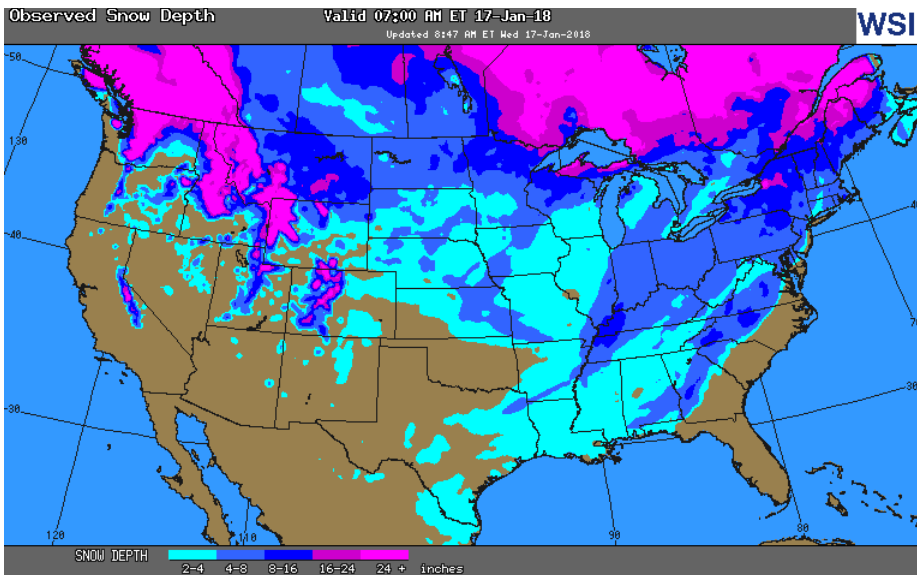 Observed Snow Depth Valid 07:00 AM ET 17-Jan-18 WSI
Updated 8:47 AM ET Wed 17-Jan-2018
50
130
40
40
70
30
30
120 110 90 80
SNOW DEPTH
2-4 4-8 8-16 16-24 24 + inches